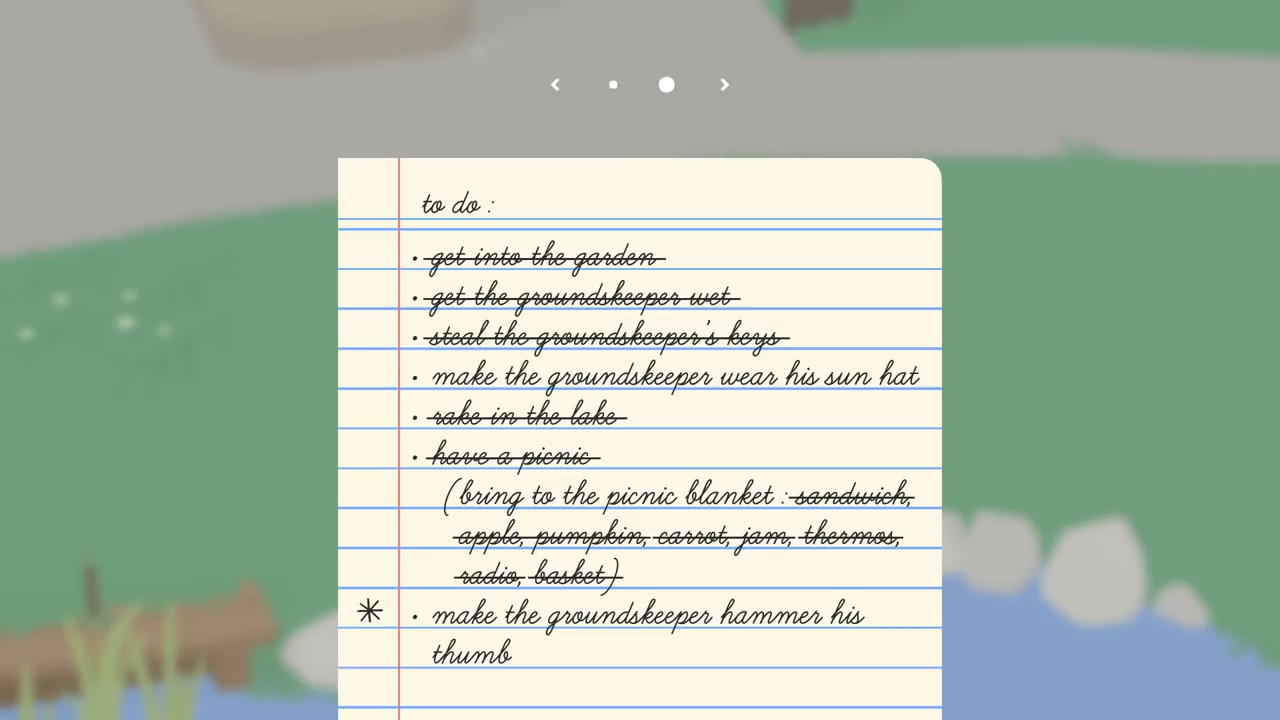 to do :
• get into the garden
• get the groundskeeper wet
• steal the groundskeeper's keys
• make the groundskeeper wear his sun hat
• rake in the lake
• have a picnic
(bring to the picnic blanket : sandwich,
apple, pumpkin, carrot, jam, thermos,
radio, basket)
• make the groundskeeper hammer his
thumb